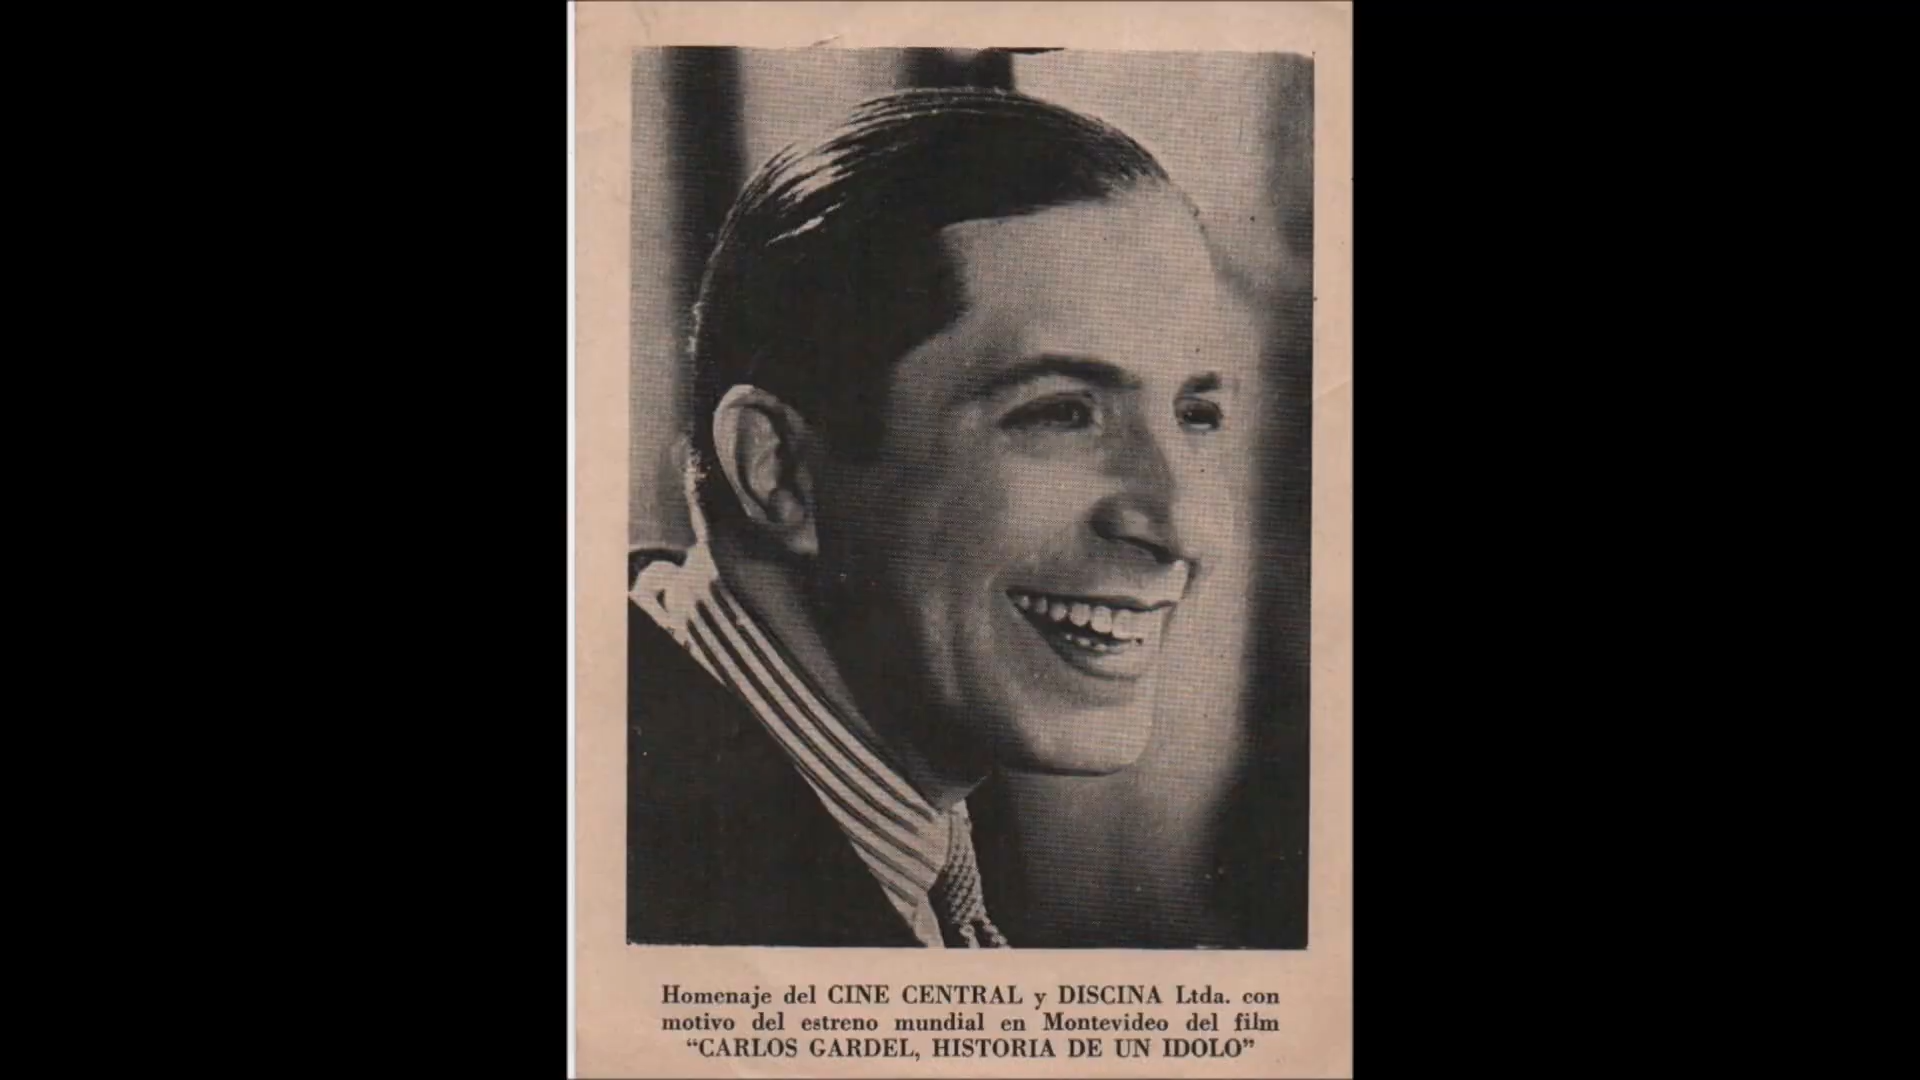 Homenaje del CINE CENTRAL y DISCINA Ltda. con
motivo del estreno mundial en Montevideo del film
“CARLOS GARDEL, HISTORIA DE UN IDOLO”